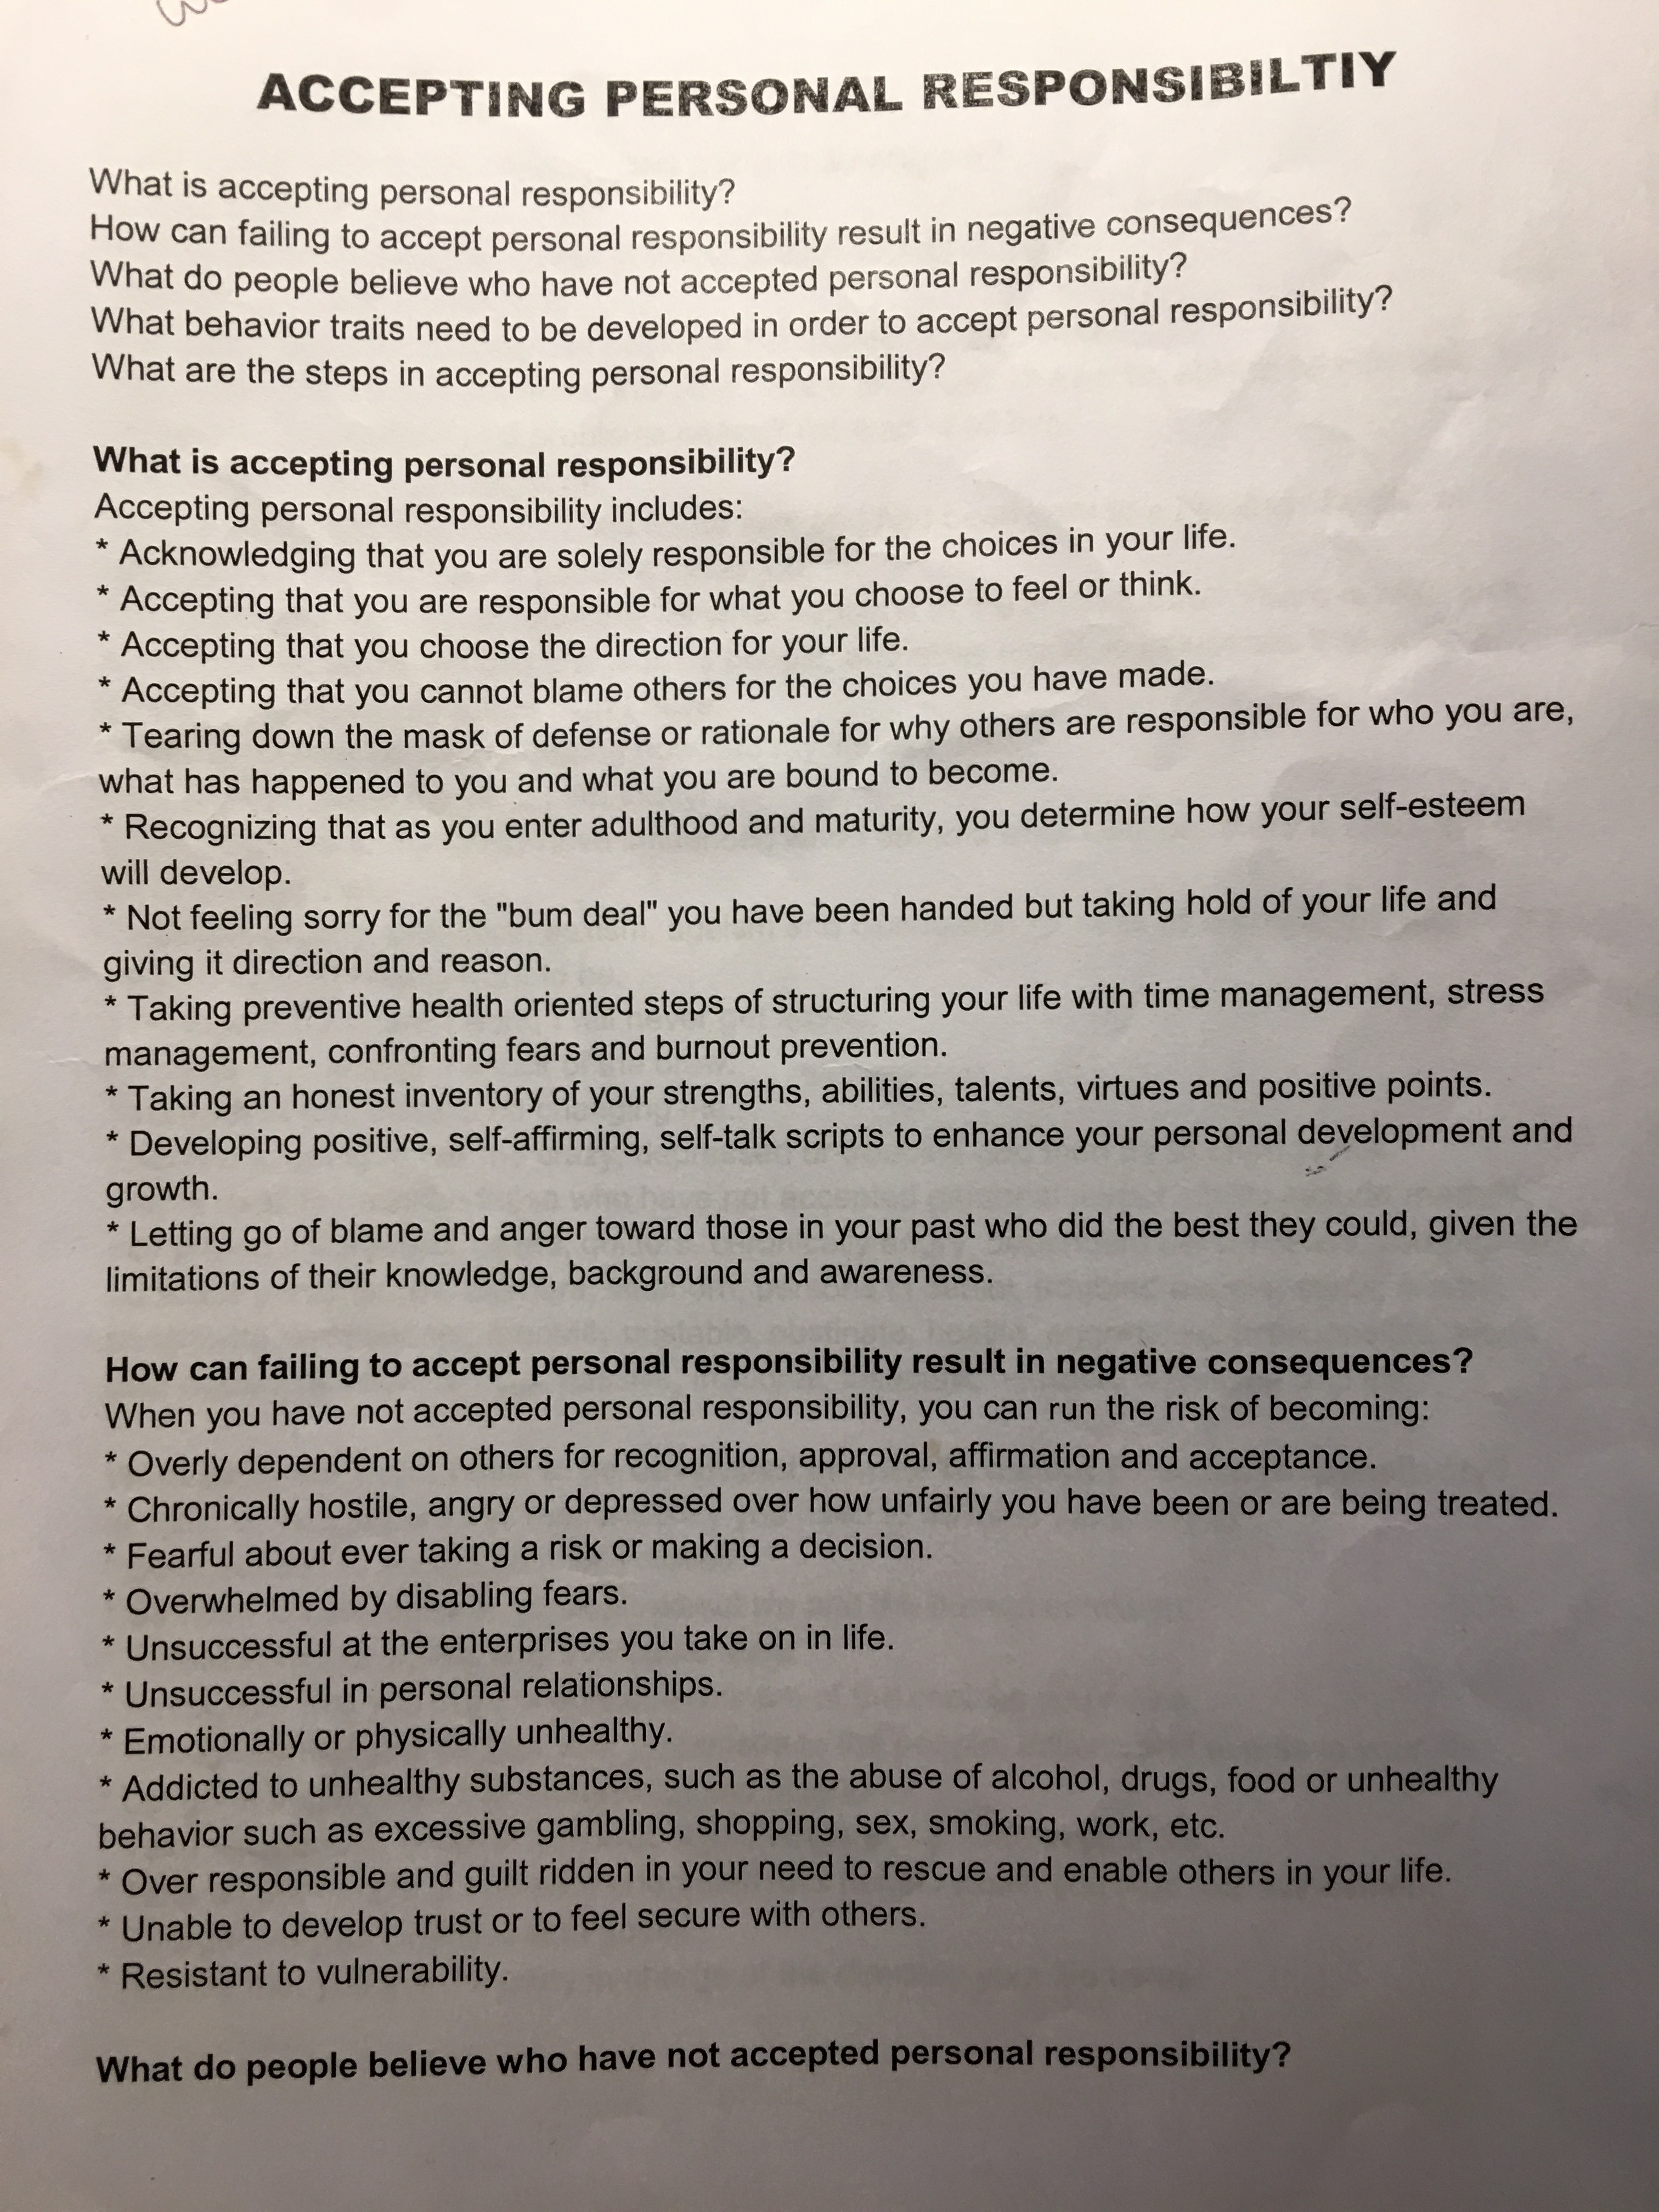 ACCEPTING PERSONAL RESPONSIBILTIY
What is accepting personal responsibility?
How can failing to accept personal responsibility result in negative consequences?
What do people believe who have not accepted personal responsibility?
What behavior traits need to be developed in order to accept personal responsibility?
What are the steps in accepting personal responsibility?
What is accepting personal responsibility?
Accepting personal responsibility includes:
* Acknowledging that you are solely responsible for the choices in your life.
* Accepting that you are responsible for what you choose to feel or think.
* Accepting that you choose the direction for your life.
* Accepting that you cannot blame others for the choices you have made.
* Tearing down the mask of defense or rationale for why others are responsible for who you are,
what has happened to you and what you are bound to become.
* Recognizing that as you enter adulthood and maturity, you determine how your self-esteem
will develop.
* Not feeling sorry for the "bum deal" you have been handed but taking hold of your life and
giving it direction and reason.
* Taking preventive health oriented steps of structuring your life with time management, stress
management, confronting fears and burnout prevention.
* Taking an honest inventory of your strengths, abilities, talents, virtues and positive points.
* Developing positive, self-affirming, self-talk scripts to enhance your personal development and
growth.
* Letting go of blame and anger toward those in your past who did the best they could, given the
limitations of their knowledge, background and awareness.
How can failing to accept personal responsibility result in negative consequences?
When you have not accepted personal responsibility, you can run the risk of becoming:
* Overly dependent on others for recognition, approval, affirmation and acceptance.
* Chronically hostile, angry or depressed over how unfairly you have been or are being treated.
* Fearful about ever taking a risk or making a decision.
* Overwhelmed by disabling fears.
* Unsuccessful at the enterprises you take on in life.
* Unsuccessful in personal relationships.
* Emotionally or physically unhealthy.
* Addicted to unhealthy substances, such as the abuse of alcohol, drugs, food or unhealthy
behavior such as excessive gambling, shopping, sex, smoking, work, etc.
* Over responsible and guilt ridden in your need to rescue and enable others in your life.
* Unable to develop trust or to feel secure with others.
* Resistant to vulnerability.
What do people believe who have not accepted personal responsibility?